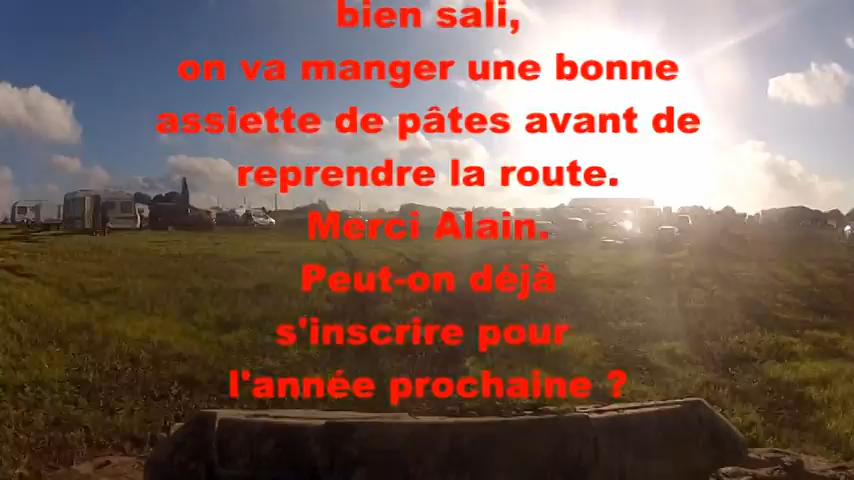 bien sali,
on va manger une bonne
assiette de pâtes avant de
reprendre la route.
Merci Alain.
Peut-on déjà
s'inscrire pour
l'année prochaine ?